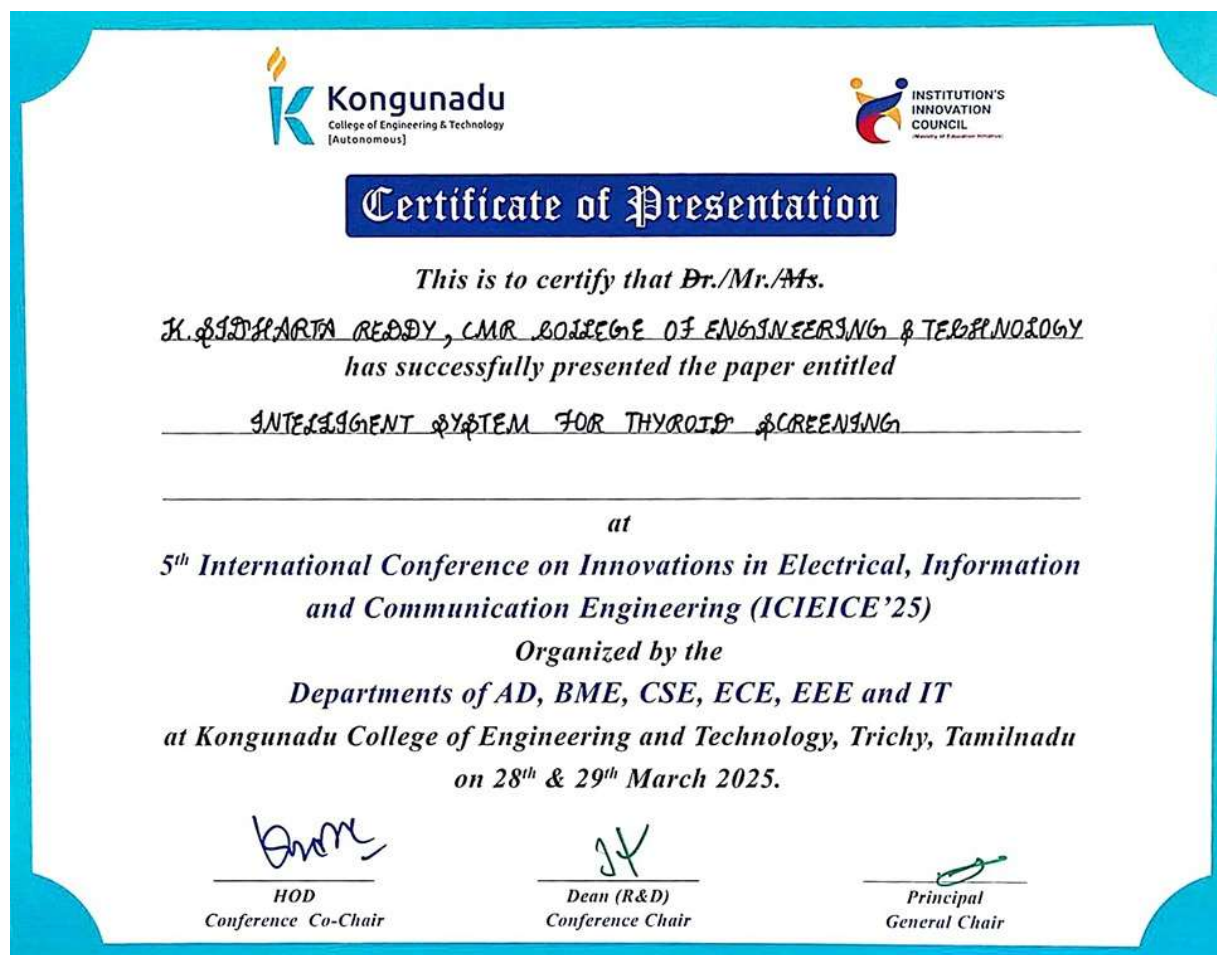 Kongunadu
College of Engineering & Technology
[Autonomous]
INSTITUTION'S
INNOVATION
COUNCIL
(Ministry of Education Initiative)
Certificate of Presentation
This is to certify that Dr./Mr./Ms.
K. SIDHARTA REDDY, CMR COLLEGE OF ENGINEERING & TECHNOLOGY
has successfully presented the paper entitled
INTELLIGENT SYSTEM FOR THYROID SCREENING
at
5th International Conference on Innovations in Electrical, Information
and Communication Engineering (ICIEICE'25)
Organized by the
Departments of AD, BME, CSE, ECE, EEE and IT
at Kongunadu College of Engineering and Technology, Trichy, Tamilnadu
on 28th & 29th March 2025.
HOD
Conference Co-Chair
Dean (R&D)
Conference Chair
Principal
General Chair